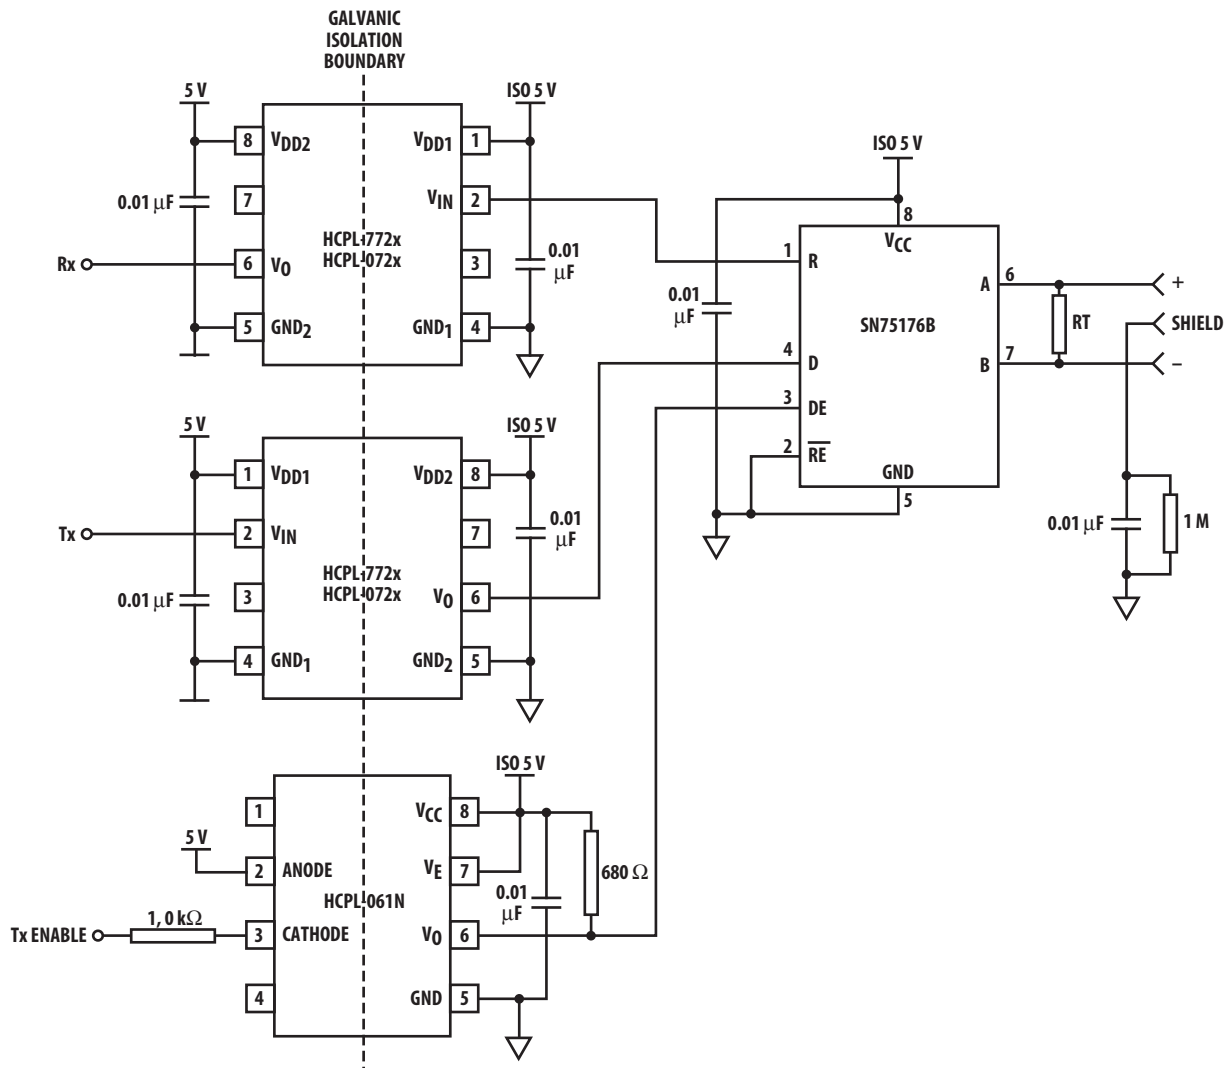 GALVANIC
ISOLATION
BOUNDARY
5 V
ISO 5 V
8
VDD2
VDD1
1
0.01 μF
7
VIN
2
HCPL-772x
HCPL-072x
Rx
6
VO
3
0.01
μF
5
GND2
GND1
4
5 V
ISO 5 V
1
VDD1
VDD2
8
Tx
2
VIN
7
0.01
μF
HCPL-772x
HCPL-072x
0.01 μF
3
VO
6
4
GND1
GND2
5
ISO 5 V
1
VCC
8
5 V
2
ANODE
VE
7
680 Ω
HCPL-061N
0.01
μF
1, 0 kΩ
Tx ENABLE
3
CATHODE
VO
6
4
GND
5
ISO 5 V
8
VCC
1
R
A
6
+
0.01
μF
SN75176B
RT
SHIELD
4
D
B
7
–
3
DE
2
RE
GND
5
0.01 μF
1 M